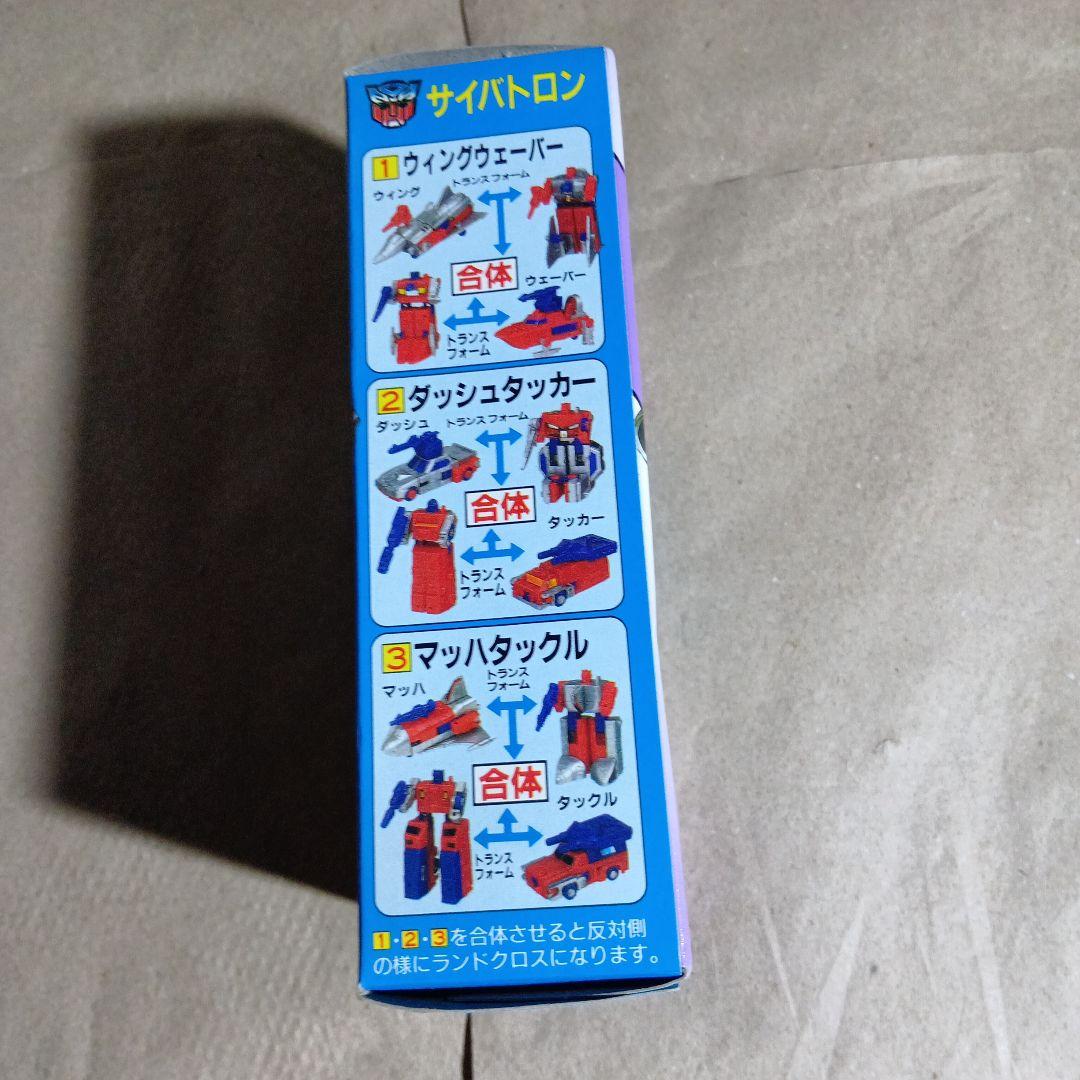 サイバトロン
1 ウィングウェーバー
ウィング
トランスフォーム
合体
ウェーバー
トランス
フォーム
2 ダッシュタッカー
ダッシュ
トランスフォーム
合体
タッカー
トランス
フォーム
3 マッハタックル
マッハ
トランス
フォーム
合体
タックル
トランス
フォーム
1・2・3を合体させると反対側
の様にランドクロスになります。